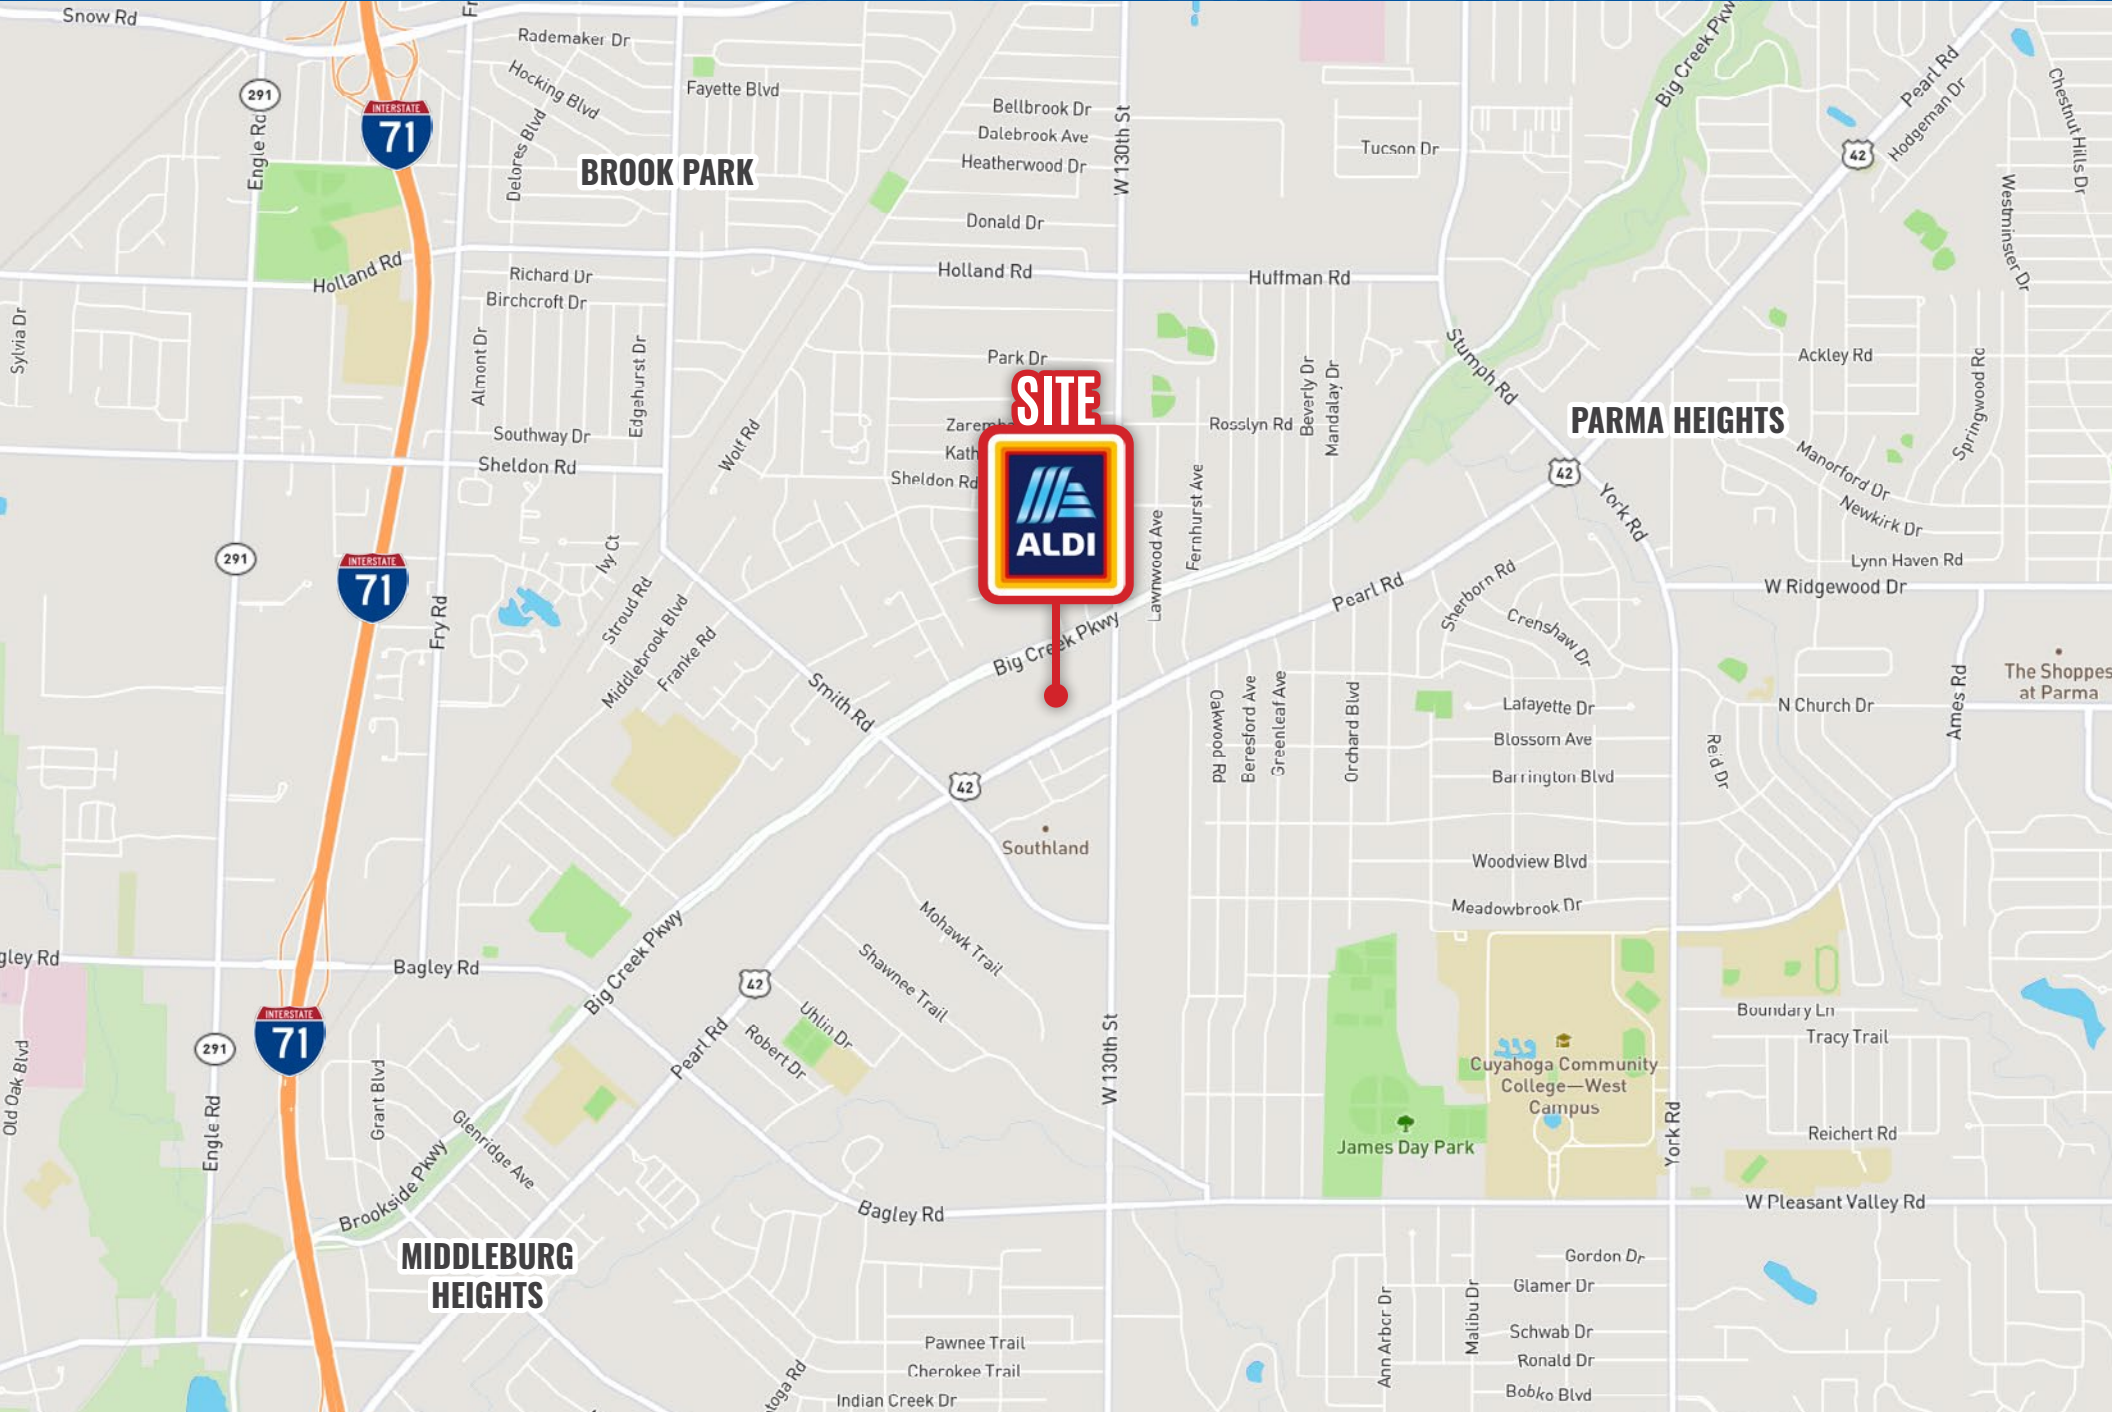 Snow Rd
Fr
Rademaker Dr
Hocking Blvd
Fayette Blvd
Delores Blvd
291
Engle Rd
INTERSTATE
71
BROOK PARK
Bellbrook Dr
Dalebrook Ave
Heatherwood Dr
Donald Dr
W 130th St
Tucson Dr
Big Creek Pkwy
Pearl Rd
Hodgeman Dr
42
Chestnut Hills Dr
Westminster Dr
Holland Rd
Richard Dr
Birchcroft Dr
Holland Rd
Huffman Rd
Sylvia Dr
Almont Dr
Edgehurst Dr
Park Dr
Stumph Rd
Ackley Rd
Springwood Rd
SITE
Beverly Dr
Mandalay Dr
Rosslyn Rd
PARMA HEIGHTS
Southway Dr
Sheldon Rd
Wolf Rd
Zaremb
Kath
Sheldon Rd
ALDI
Fernhurst Ave
Lawnwood Ave
42
York Rd
Manorford Dr
Newkirk Dr
Lynn Haven Rd
W Ridgewood Dr
291
INTERSTATE
71
Ivy Ct
Fry Rd
Stroud Rd
Middlebrook Blvd
Franke Rd
Smith Rd
Big Creek Pkwy
Pearl Rd
Sherborn Rd
Crenshaw Dr
The Shoppes
at Parma
Ames Rd
N Church Dr
Reid Dr
Oakwood Rd
Beresford Ave
Greenleaf Ave
Orchard Blvd
Lafayette Dr
Blossom Ave
Barrington Blvd
42
Southland
Woodview Blvd
Meadowbrook Dr
Mohawk Trail
Shawnee Trail
gley Rd
Bagley Rd
Big Creek Pkwy
42
Uhlin Dr
Robert Dr
Pearl Rd
W 130th St
INTERSTATE
71
291
Old Oak Blvd
Engle Rd
Grant Blvd
Glenridge Ave
Brookside Pkwy
Cuyahoga Community
College—West
Campus
James Day Park
York Rd
Boundary Ln
Tracy Trail
Reichert Rd
W Pleasant Valley Rd
Bagley Rd
MIDDLEBURG
HEIGHTS
Gordon Dr
Glamer Dr
Schwab Dr
Ronald Dr
Bobko Blvd
Ann Arbor Dr
Malibu Dr
Pawnee Trail
Cherokee Trail
Indian Creek Dr
toga Rd